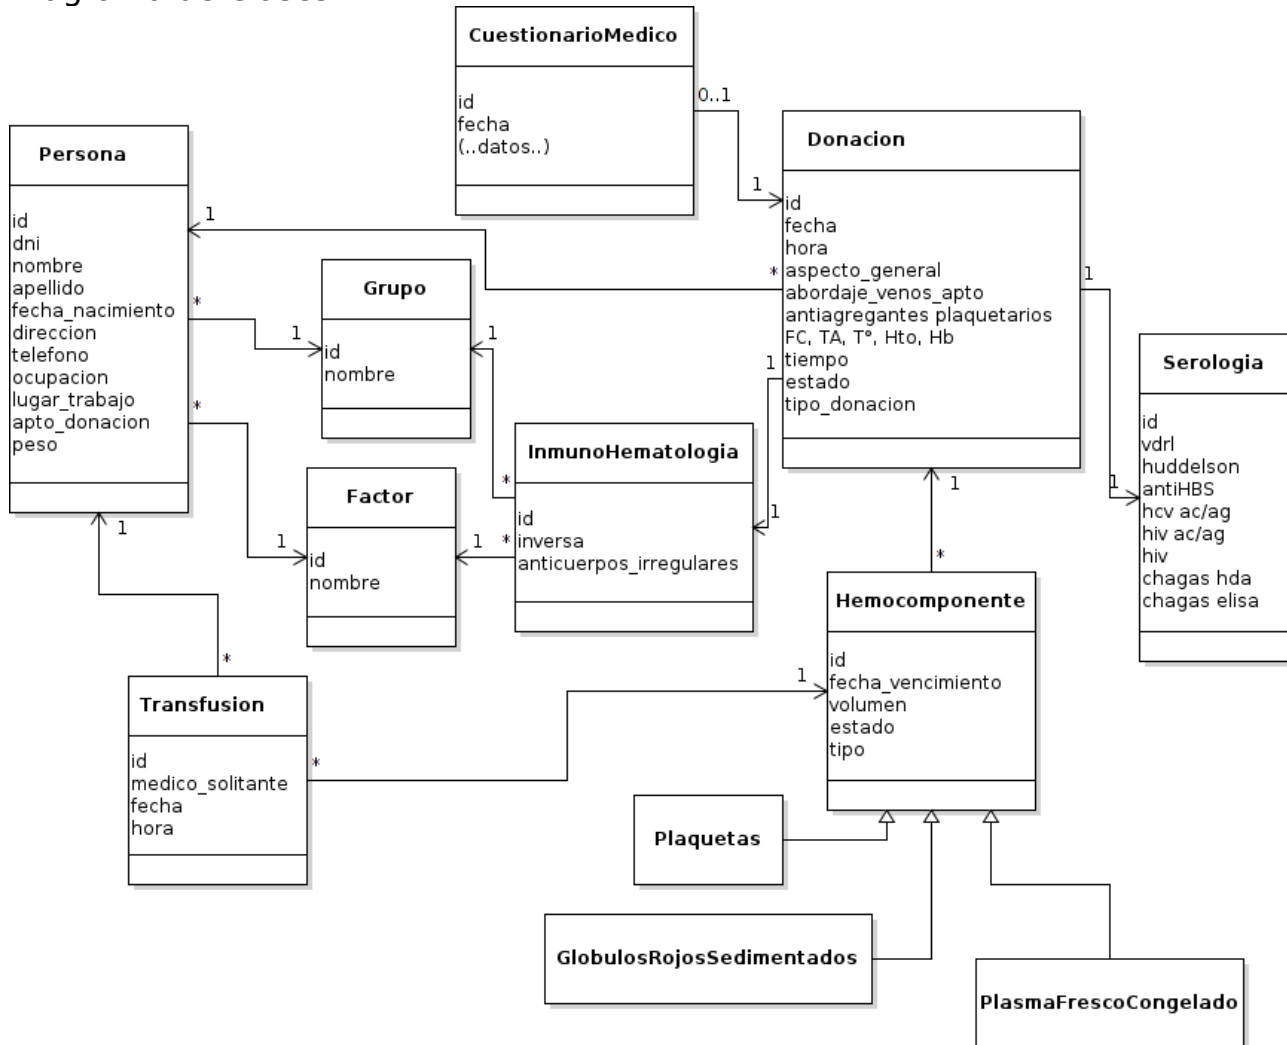 CuestionarioMedico
id
fecha
(..datos..)
0..1
1
Donacion
id
fecha
hora
aspecto_general
abordaje_venos_apto
antiagregantes plaquetarios
FC, TA, T°, Hto, Hb
tiempo
estado
tipo_donacion
Persona
id
dni
nombre
apellido
fecha_nacimiento
direccion
telefono
ocupacion
lugar_trabajo
apto_donacion
peso
1
*
*
1
*
1
Grupo
id
nombre
1
*
Factor
id
nombre
1
*
InmunoHematologia
id
inversa
anticuerpos_irregulares
1
1
1
1
Serologia
id
vdrl
huddelson
antiHBS
hcv ac/ag
hiv ac/ag
hiv
chagas hda
chagas elisa
1
*
Hemocomponente
id
fecha_vencimiento
volumen
estado
tipo
1
*
Transfusion
id
medico_solitante
fecha
hora
*
1
Plaquetas
GlobulosRojosSedimentados
PlasmaFrescoCongelado